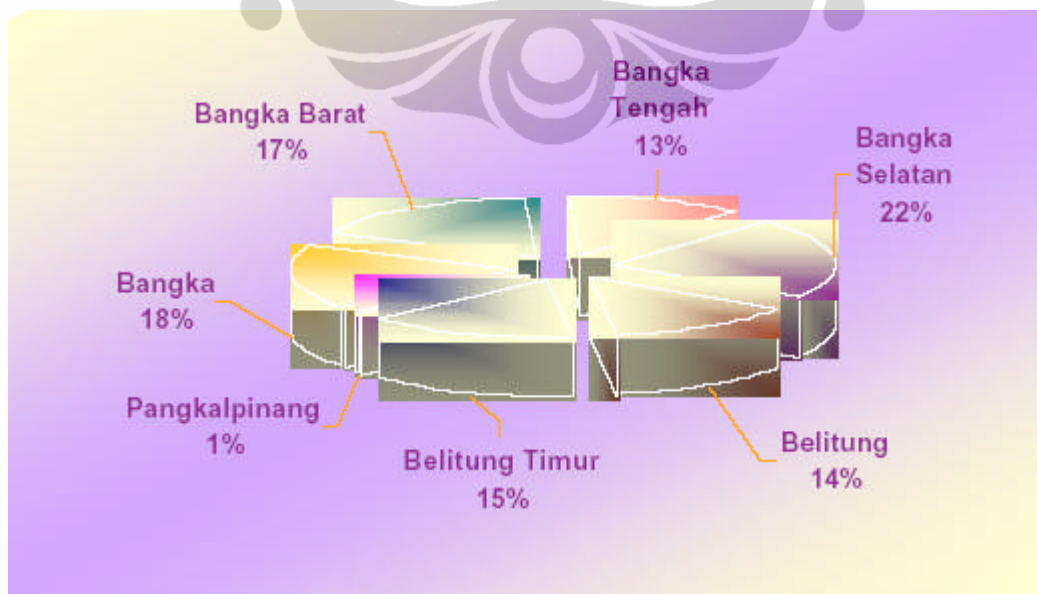 Bangka
Tengah
13%
Bangka Barat
17%
Bangka
Selatan
22%
Bangka
18%
Pangkalpinang
1%
Belitung Timur
15%
Belitung
14%